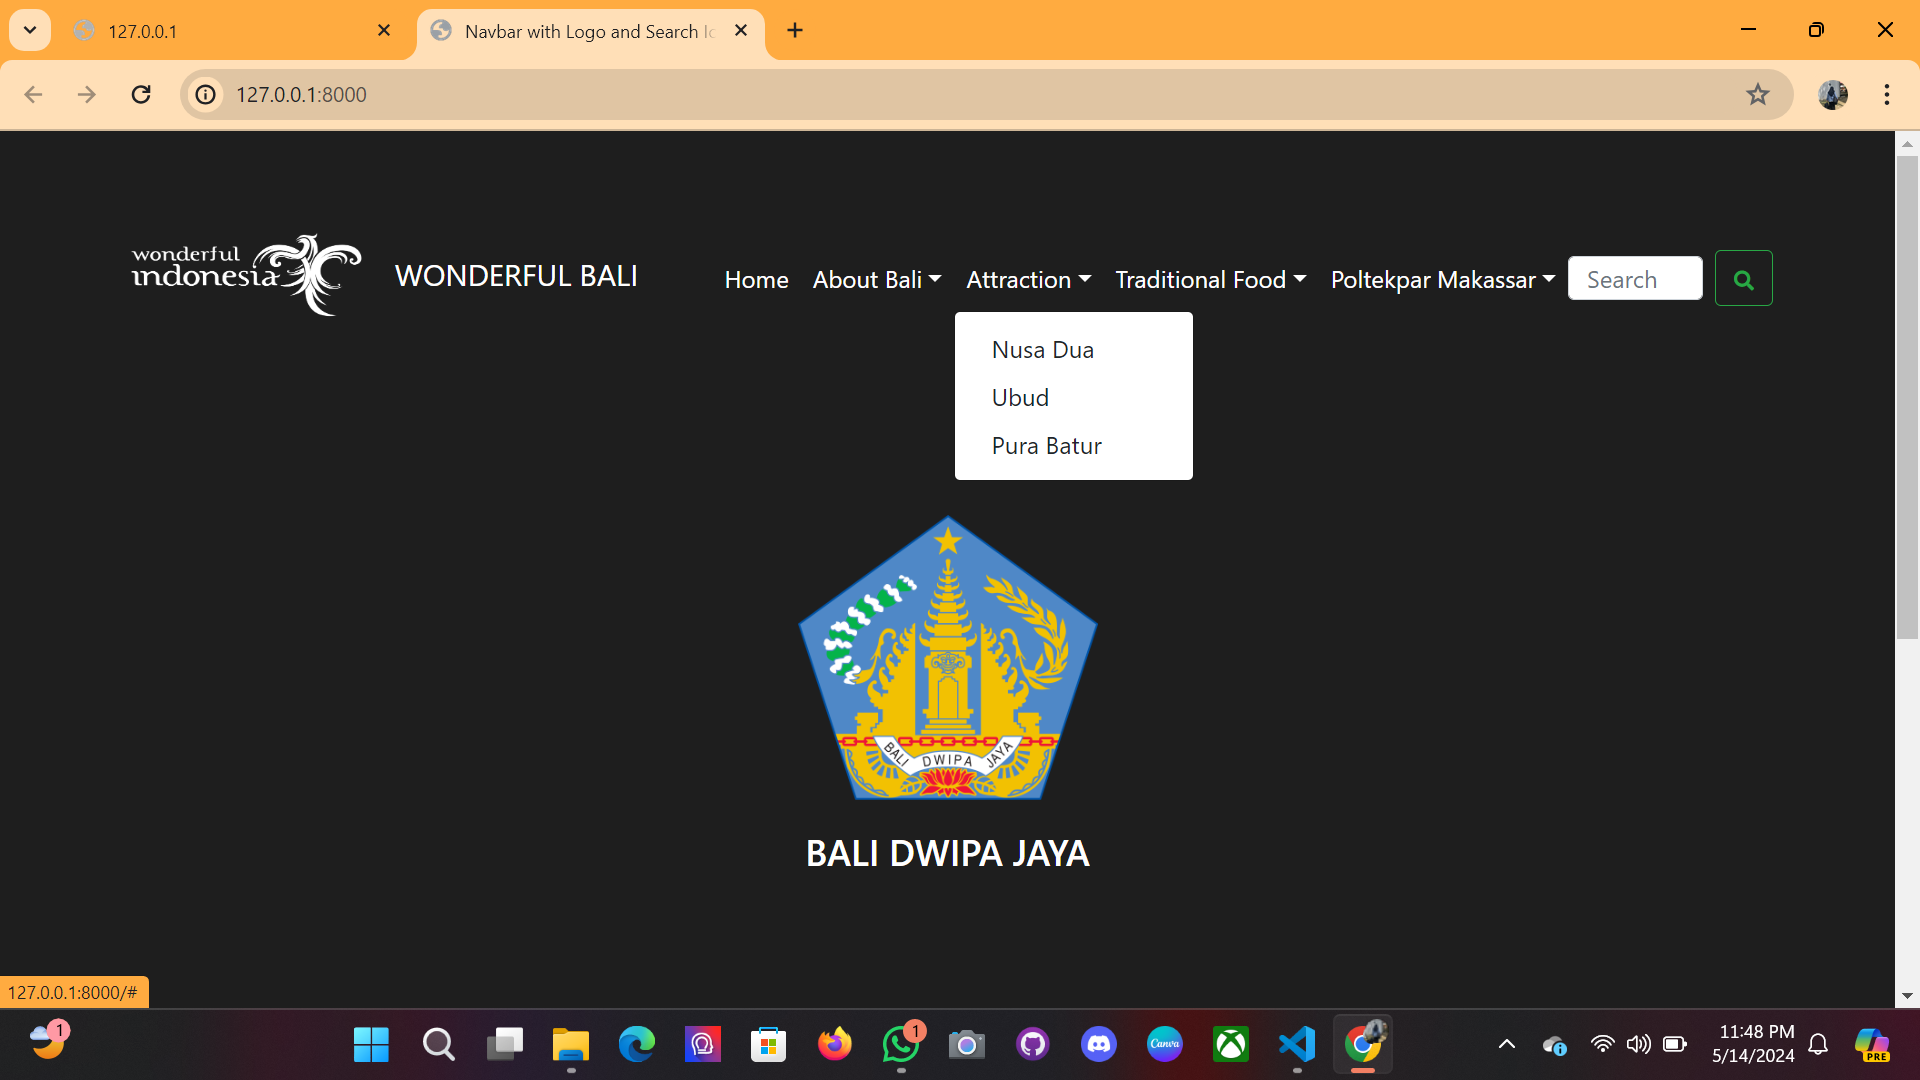 127.0.0.1
Navbar with Logo and Search Ic
127.0.0.1:8000
wonderful
indonesia
WONDERFUL BALI
Home
About Bali
Attraction
Traditional Food
Poltekpar Makassar
Search
Nusa Dua
Ubud
Pura Batur
BALI DWIPA JAYA
BALI DWIPA JAYA
127.0.0.1:8000/#
1
1
Canva
11:48 PM
5/14/2024
PRE